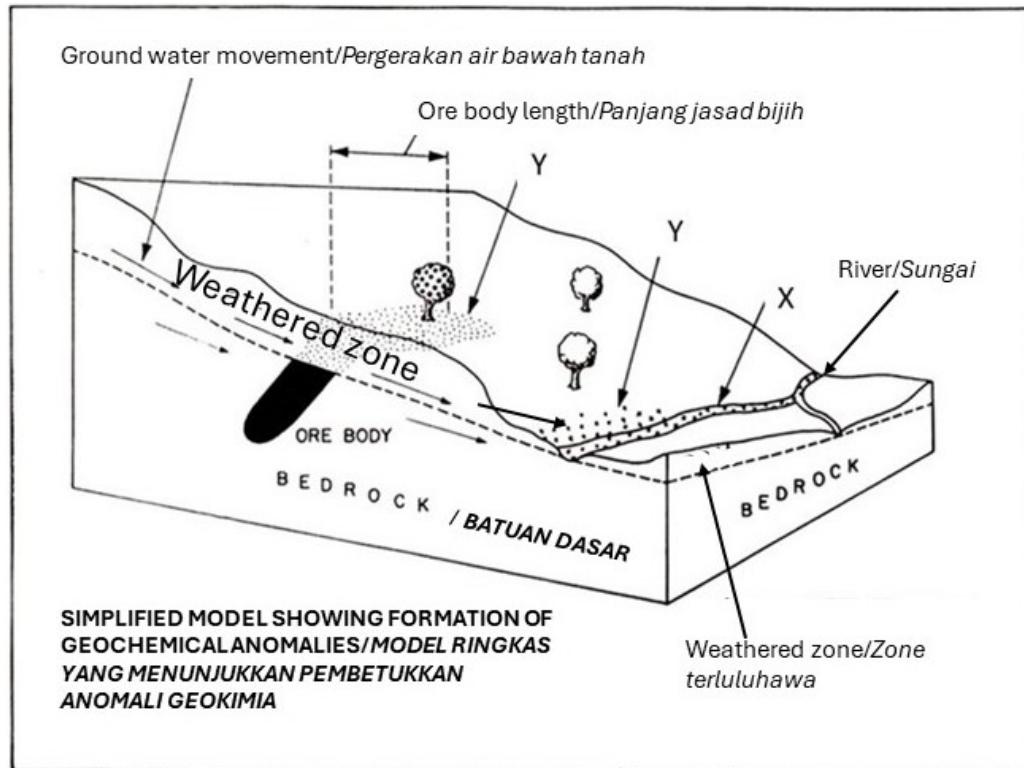 Ground water movement/Pergerakan air bawah tanah
Ore body length/Panjang jasad bijih
Y
Y
River/Sungai
X
Weathered zone
ORE BODY
BEDROCK / BATUAN DASAR
BEDROCK
SIMPLIFIED MODEL SHOWING FORMATION OF
GEOCHEMICAL ANOMALIES/MODEL RINGKAS
YANG MENUNJUKKAN PEMBETUKKAN
ANOMALI GEOKIMIA
Weathered zone/Zone
terluluhawa